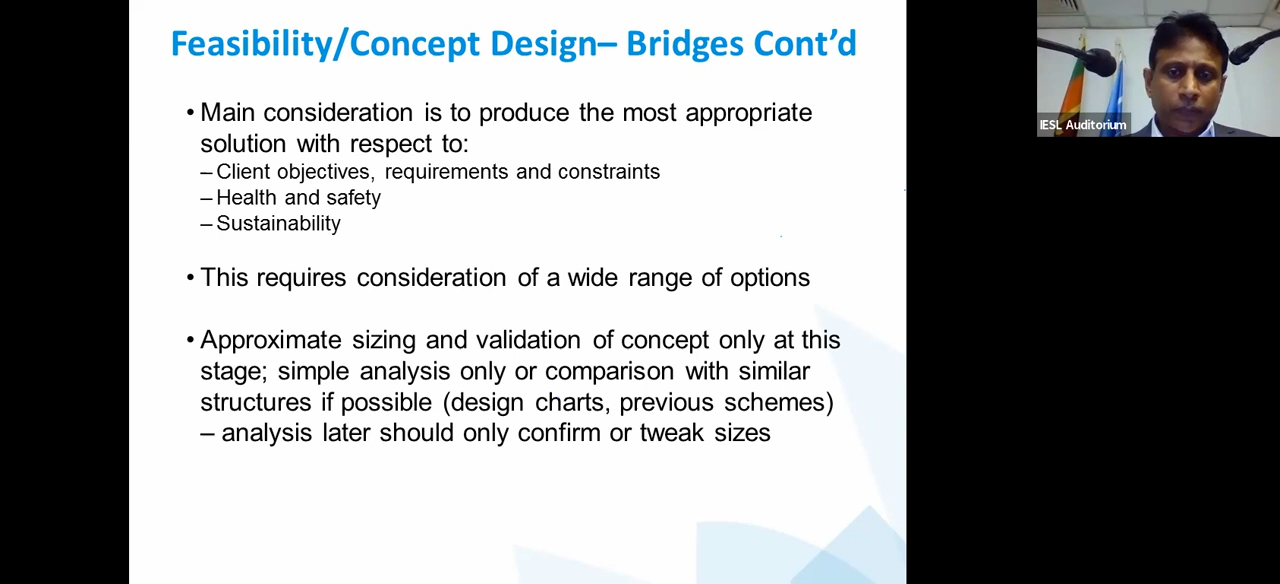 Feasibility/Concept Design– Bridges Cont’d
• Main consideration is to produce the most appropriate
solution with respect to:
– Client objectives, requirements and constraints
– Health and safety
– Sustainability
• This requires consideration of a wide range of options
• Approximate sizing and validation of concept only at this
stage; simple analysis only or comparison with similar
structures if possible (design charts, previous schemes)
– analysis later should only confirm or tweak sizes
IESL Auditorium